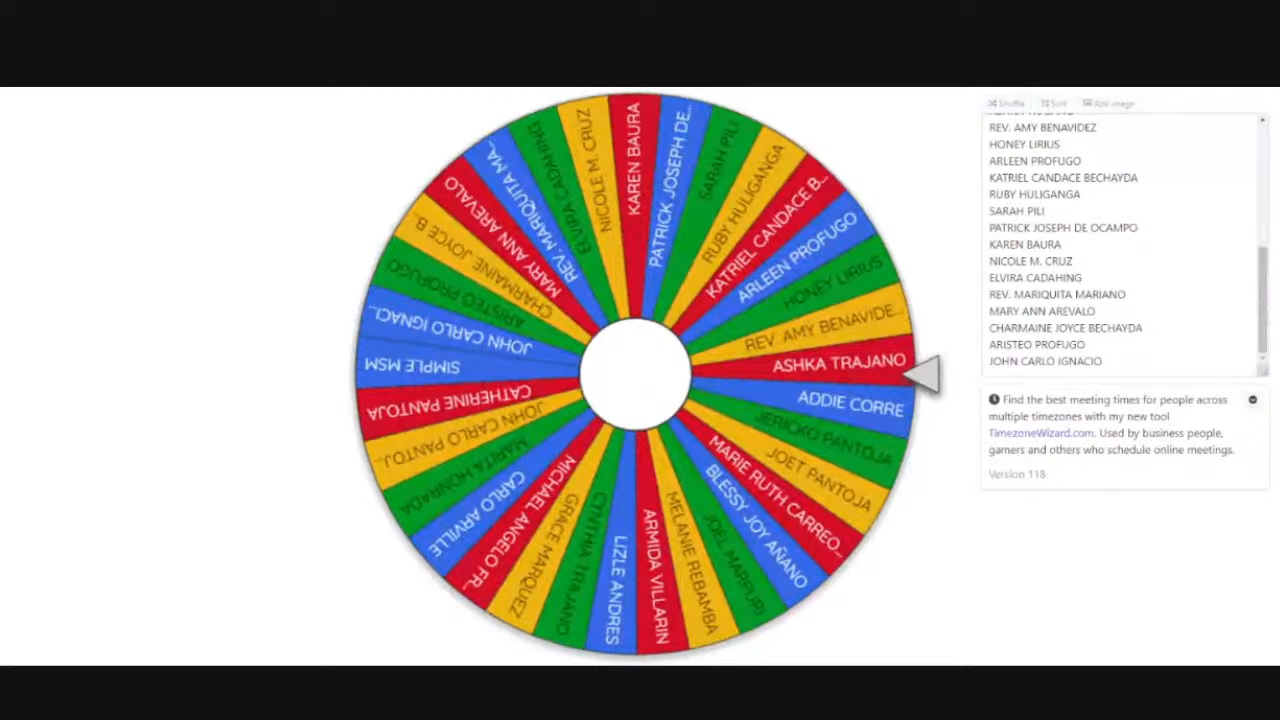 KAREN BAURA
PATRICK JOSEPH DE...
SARAH PILI
RUBY HULIGANGA
KATRIEL CANDACE B...
ARLEEN PROFUGO
HONEY LIRIUS
REV. AMY BENAVIDE...
ASHKA TRAJANO
ADDIE CORRE
JERICKO PANTOJA
JOET PANTOJA
MARIE RUTH CARREO...
BLESSY JOY AÑANO
JOEL MARPURI
MELANIE REBAMBA
ARMIDA VILLARIN
LIZLE ANDRES
CYNTHIA TRAJANO
GRACE MARQUEZ
MICHAEL ANGELO FR...
CARLO ARVILLE
MARITA HONRADA
JOHN CARLO PANTOJ...
CATHERINE PANTOJA
SIMPLE MSM
JOHN CARLO IGNACI...
ARISTEO PROFUGO
CHARMAINE JOYCE B...
MARY ANN AREVALO
REV. MARIQUITA MA...
ELVIRA CADAHING
NICOLE M. CRUZ
Shuffle Sort Add image
REV. AMY BENAVIDEZ
HONEY LIRIUS
ARLEEN PROFUGO
KATRIEL CANDACE BECHAYDA
RUBY HULIGANGA
SARAH PILI
PATRICK JOSEPH DE OCAMPO
KAREN BAURA
NICOLE M. CRUZ
ELVIRA CADAHING
REV. MARIQUITA MARIANO
MARY ANN AREVALO
CHARMAINE JOYCE BECHAYDA
ARISTEO PROFUGO
JOHN CARLO IGNACIO
Find the best meeting times for people across
multiple timezones with my new tool
TimezoneWizard.com. Used by business people,
gamers and others who schedule online meetings.
Version 118